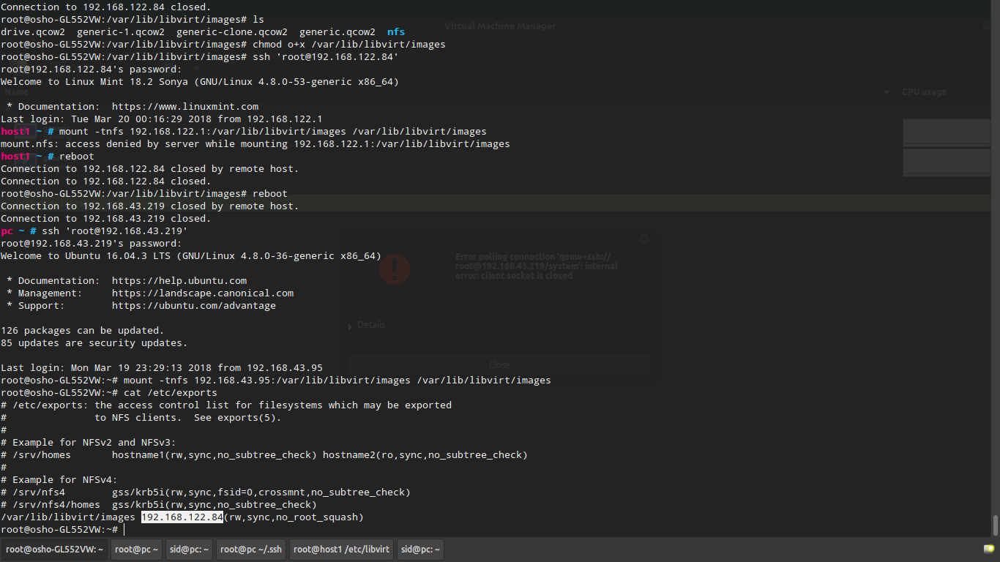 Connection to 192.168.122.84 closed.
root@osho-GL552VW:/var/lib/libvirt/images# ls
drive.qcow2  generic-1.qcow2  generic-clone.qcow2  generic.qcow2  nfs
Virtual Machine Manager
root@osho-GL552VW:/var/lib/libvirt/images# chmod o+x /var/lib/libvirt/images
root@osho-GL552VW:/var/lib/libvirt/images# ssh 'root@192.168.122.84'
root@192.168.122.84's password:
Welcome to Linux Mint 18.2 Sonya (GNU/Linux 4.8.0-53-generic x86_64)
Name
CPU usage
 * Documentation:  https://www.linuxmint.com
Last login: Tue Mar 20 00:16:29 2018 from 192.168.122.1
host1 ~ # mount -tnfs 192.168.122.1:/var/lib/libvirt/images /var/lib/libvirt/images
mount.nfs: access denied by server while mounting 192.168.122.1:/var/lib/libvirt/images
host1 ~ # reboot
Connection to 192.168.122.84 closed by remote host.
Connection to 192.168.122.84 closed.
root@osho-GL552VW:/var/lib/libvirt/images# reboot
Connection to 192.168.43.219 closed by remote host.
Connection to 192.168.43.219 closed.
pc ~ # ssh 'root@192.168.43.219'
root@192.168.43.219's password:
Welcome to Ubuntu 16.04.3 LTS (GNU/Linux 4.8.0-36-generic x86_64)
Error polling connection 'qemu+ssh://
root@192.168.43.219/system': internal
error: client socket is closed
 * Documentation:  https://help.ubuntu.com
 * Management:     https://landscape.canonical.com
 * Support:        https://ubuntu.com/advantage
Details
126 packages can be updated.
85 updates are security updates.
Close
Last login: Mon Mar 19 23:29:13 2018 from 192.168.43.95
root@osho-GL552VW:~# mount -tnfs 192.168.43.95:/var/lib/libvirt/images /var/lib/libvirt/images
root@osho-GL552VW:~# cat /etc/exports
# /etc/exports: the access control list for filesystems which may be exported
#               to NFS clients.  See exports(5).
#
# Example for NFSv2 and NFSv3:
# /srv/homes       hostname1(rw,sync,no_subtree_check) hostname2(ro,sync,no_subtree_check)
#
# Example for NFSv4:
# /srv/nfs4        gss/krb5i(rw,sync,fsid=0,crossmnt,no_subtree_check)
# /srv/nfs4/homes  gss/krb5i(rw,sync,no_subtree_check)
/var/lib/libvirt/images 192.168.122.84(rw,sync,no_root_squash)
root@osho-GL552VW:~#
root@osho-GL552VW: ~  root@pc ~  sid@pc: ~  root@pc ~/.ssh  root@host1 /etc/libvirt  sid@pc: ~